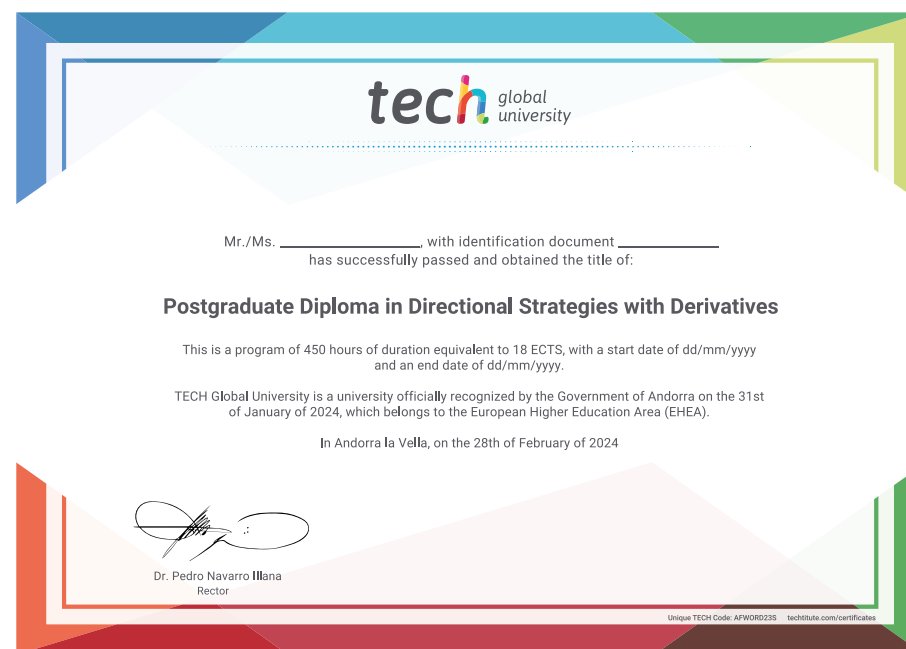 tech global
university
Mr./Ms. ____________________, with identification document ______________
has successfully passed and obtained the title of:
Postgraduate Diploma in Directional Strategies with Derivatives
This is a program of 450 hours of duration equivalent to 18 ECTS, with a start date of dd/mm/yyyy
and an end date of dd/mm/yyyy.
TECH Global University is a university officially recognized by the Government of Andorra on the 31st
of January of 2024, which belongs to the European Higher Education Area (EHEA).
In Andorra la Vella, on the 28th of February of 2024
Dr. Pedro Navarro Illana
Rector
Unique TECH Code: AFWORD23S techtitute.com/certificates